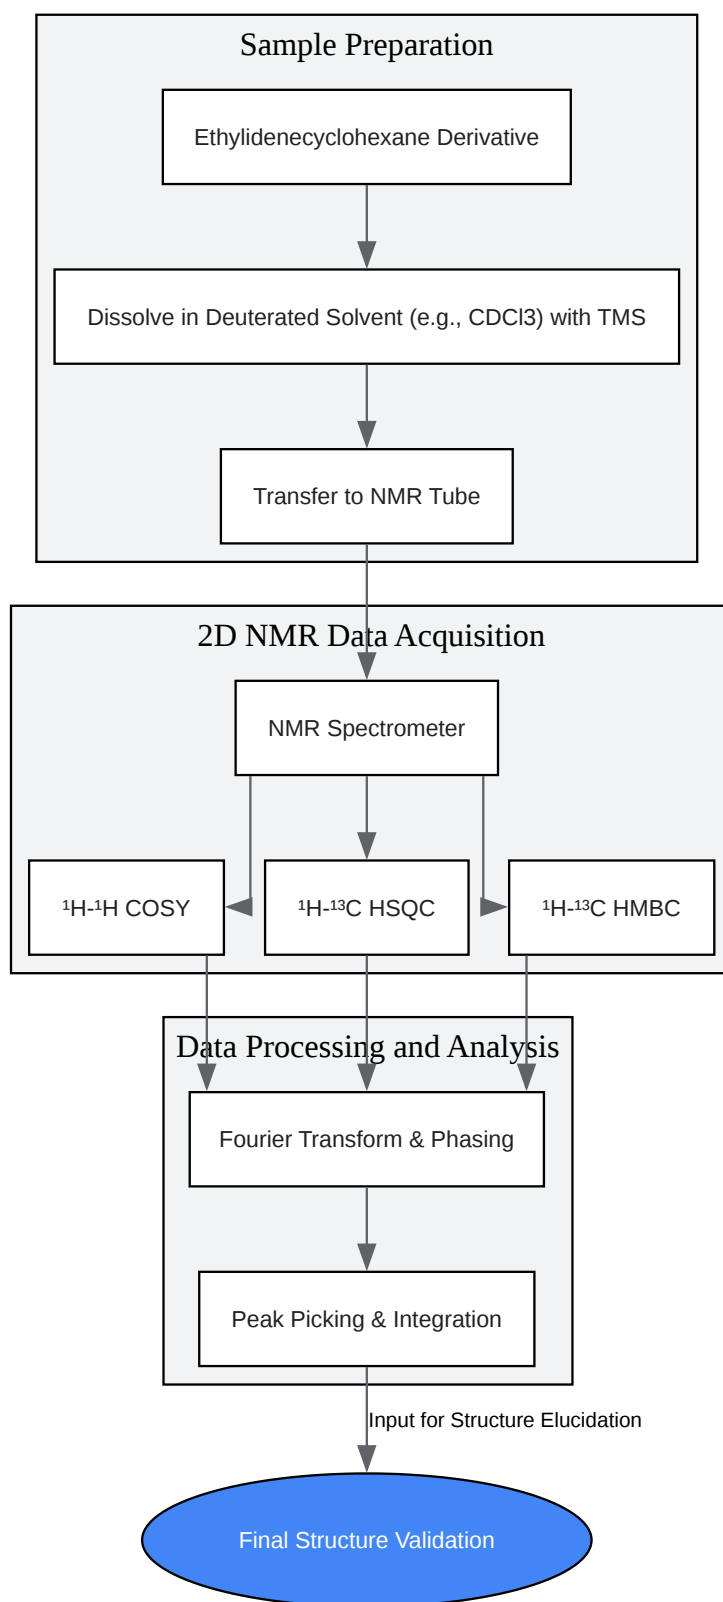 Sample Preparation
Ethylidenecyclohexane Derivative
Dissolve in Deuterated Solvent (e.g., CDCl3) with TMS
Transfer to NMR Tube
2D NMR Data Acquisition
NMR Spectrometer
¹H-¹H COSY
¹H-¹³C HSQC
¹H-¹³C HMBC
Data Processing and Analysis
Fourier Transform & Phasing
Peak Picking & Integration
Input for Structure Elucidation
Final Structure Validation